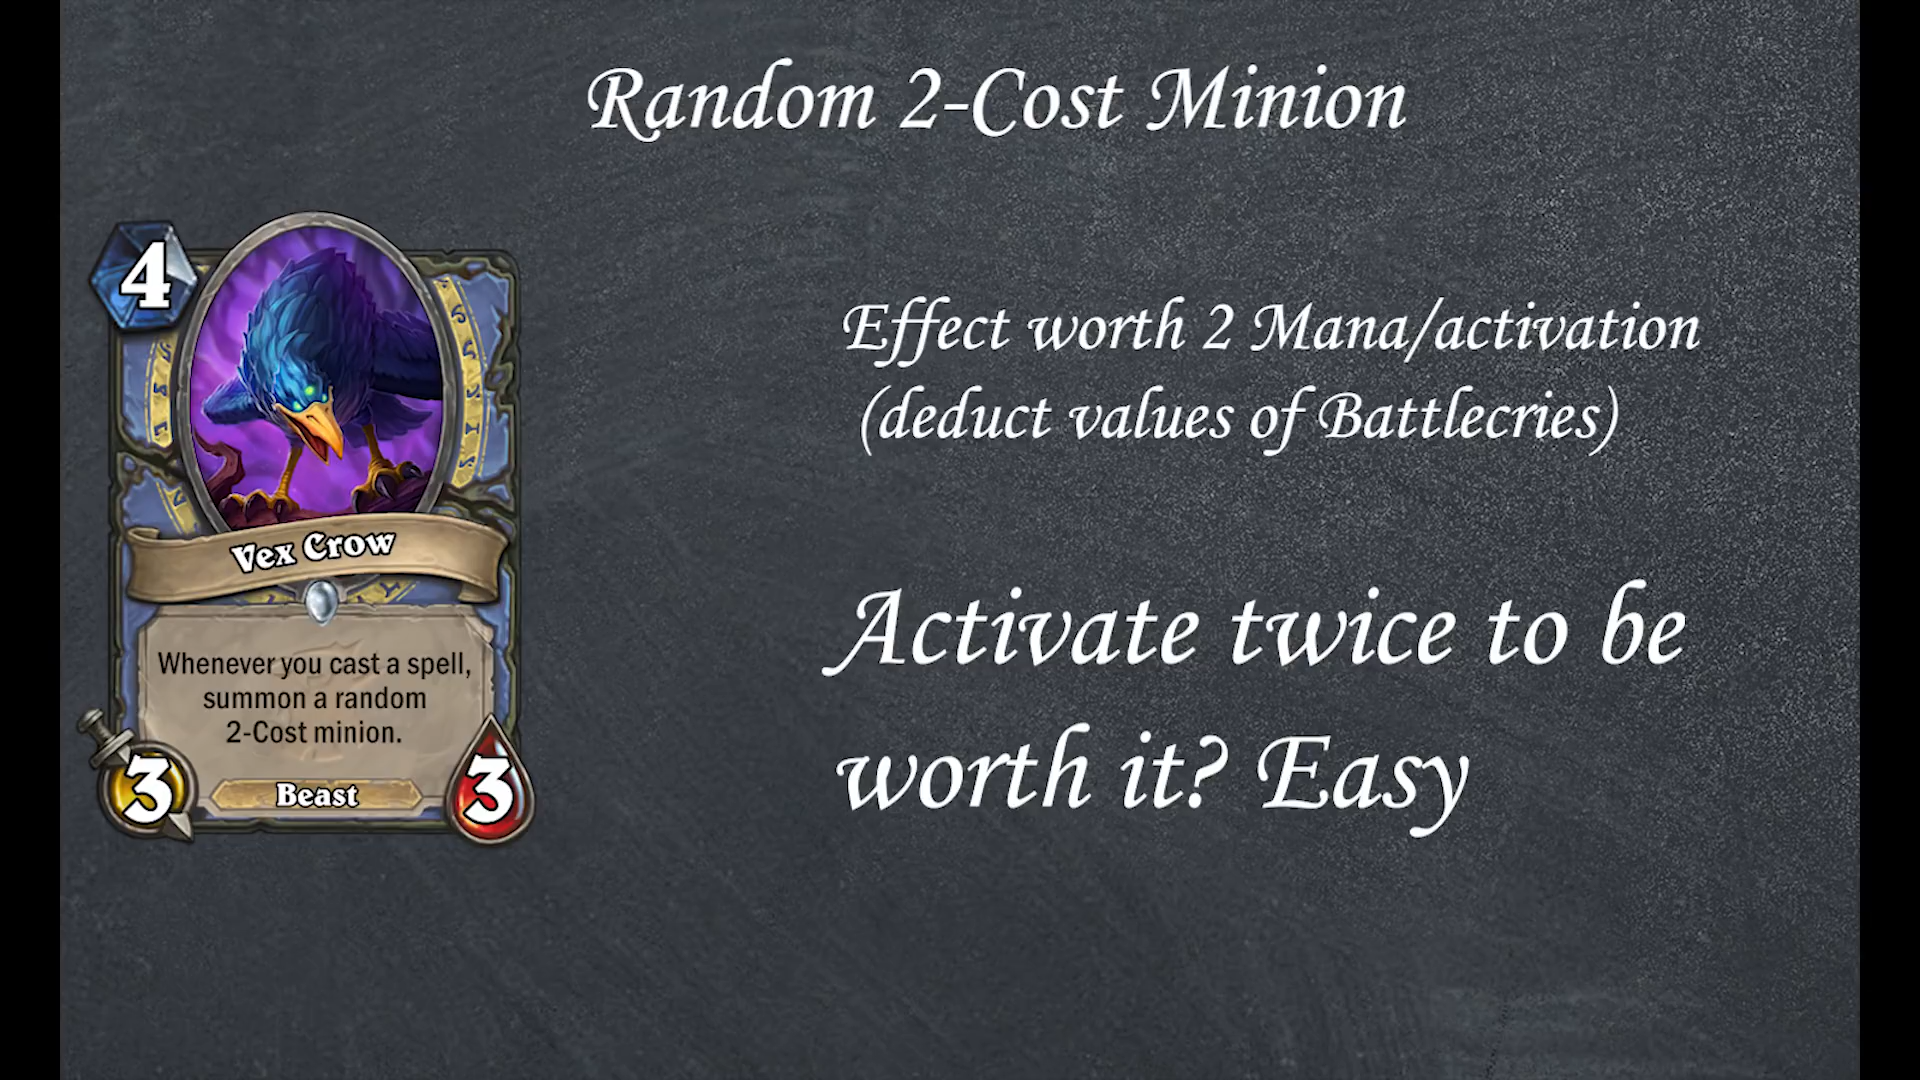 Random 2-Cost Minion
4
Vex Crow
Whenever you cast a spell,
summon a random
2-Cost minion.
3
Beast
3
Effect worth 2 Mana/activation
(deduct values of Battlecries)
Activate twice to be
worth it? Easy